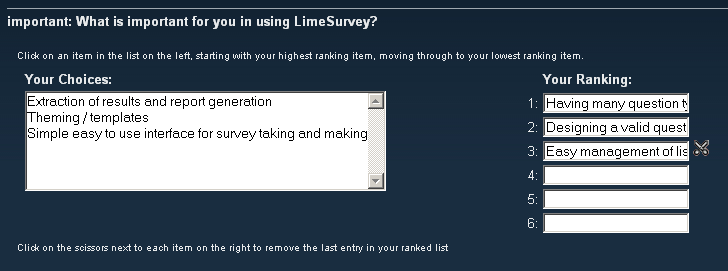 important: What is important for you in using LimeSurvey?
Click on an item in the list on the left, starting with your highest ranking item, moving through to your lowest ranking item.
Your Choices:
Extraction of results and report generation
Theming / templates
Simple easy to use interface for survey taking and making
Your Ranking:
1: Having many question ty
2: Designing a valid quest
3: Easy management of lis
4:
5:
6:
Click on the scissors next to each item on the right to remove the last entry in your ranked list